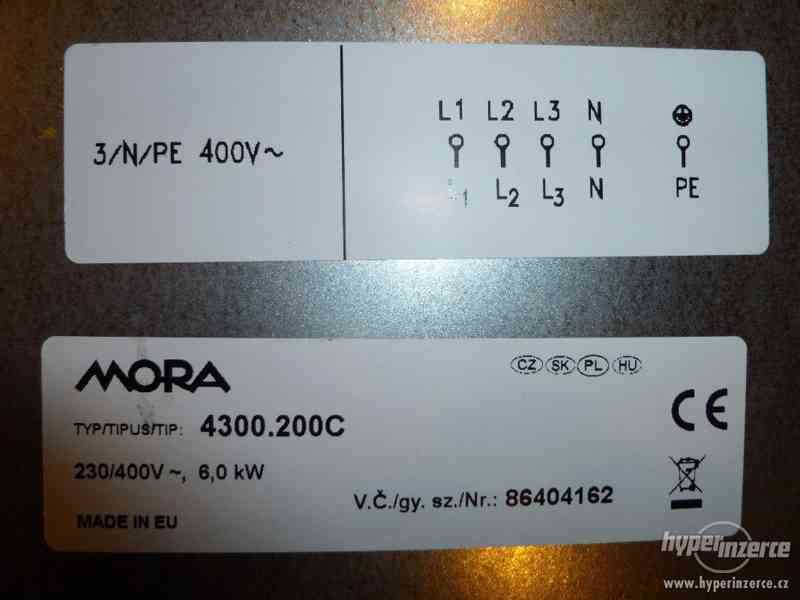 L1 L2 L3 N
3/N/PE 400V~
L1 L2 L3 N PE
MORA
CZ SK PL HU
TYP/TIPUS/TIP: 4300.200C
CE
230/400V ~, 6,0 kW
V.Č./gy. sz./Nr.: 86404162
MADE IN EU
hyperinzerce
www.hyperinzerce.cz